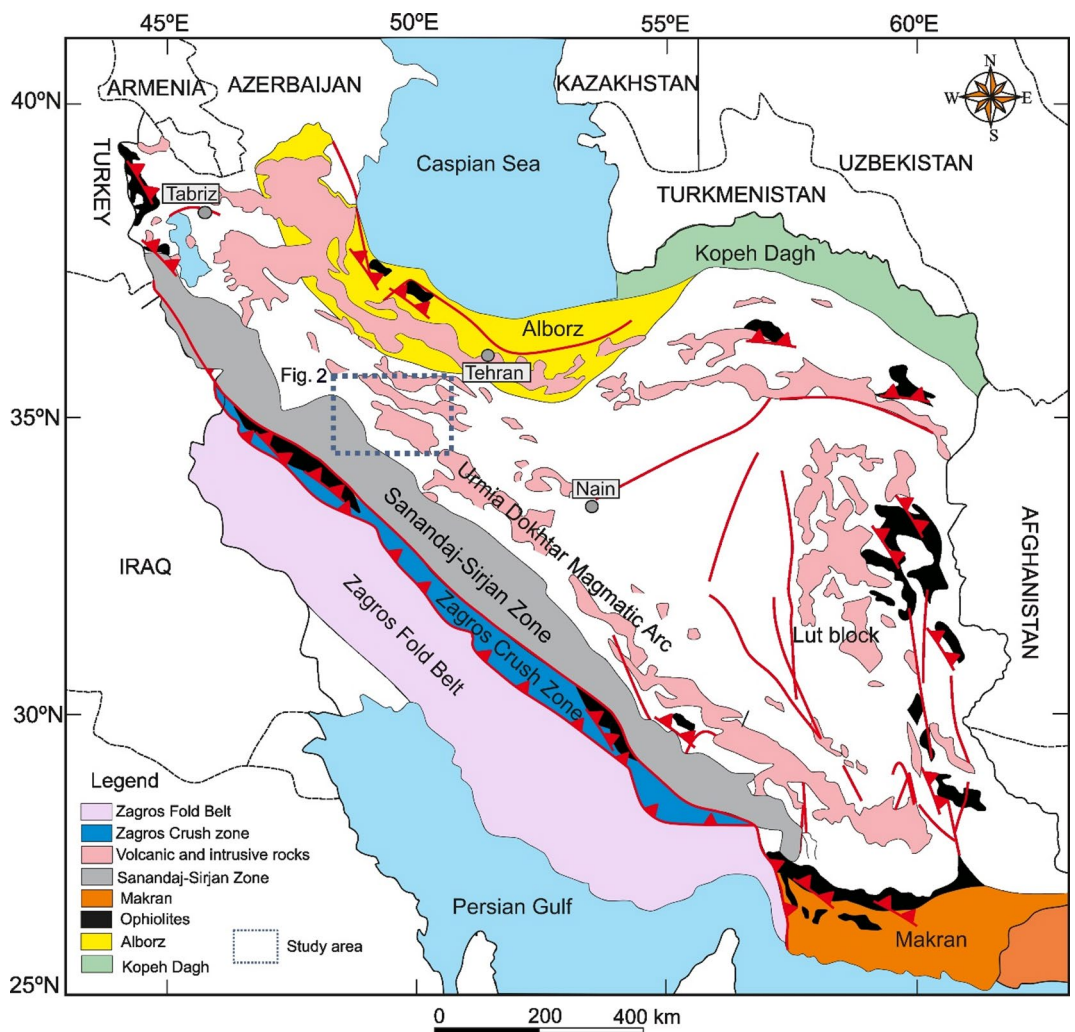 45ºE
50ºE
55ºE
60ºE
40ºN
35ºN
30ºN
25ºN
N
W
E
S
ARMENIA
AZERBAIJAN
KAZAKHSTAN
UZBEKISTAN
TURKEY
Tabriz
Caspian Sea
TURKMENISTAN
Kopeh Dagh
Alborz
Tehran
Fig. 2
Urmia Dokhtar Magmatic Arc
Nain
Sanandaj-Sirjan Zone
AFGHANISTAN
IRAQ
Zagros Fold Belt
Zagros Crush Zone
Lut block
Persian Gulf
Makran
Legend
Zagros Fold Belt
Zagros Crush zone
Volcanic and intrusive rocks
Sanandaj-Sirjan Zone
Makran
Ophiolites
Alborz
Kopeh Dagh
Study area
0 200 400 km